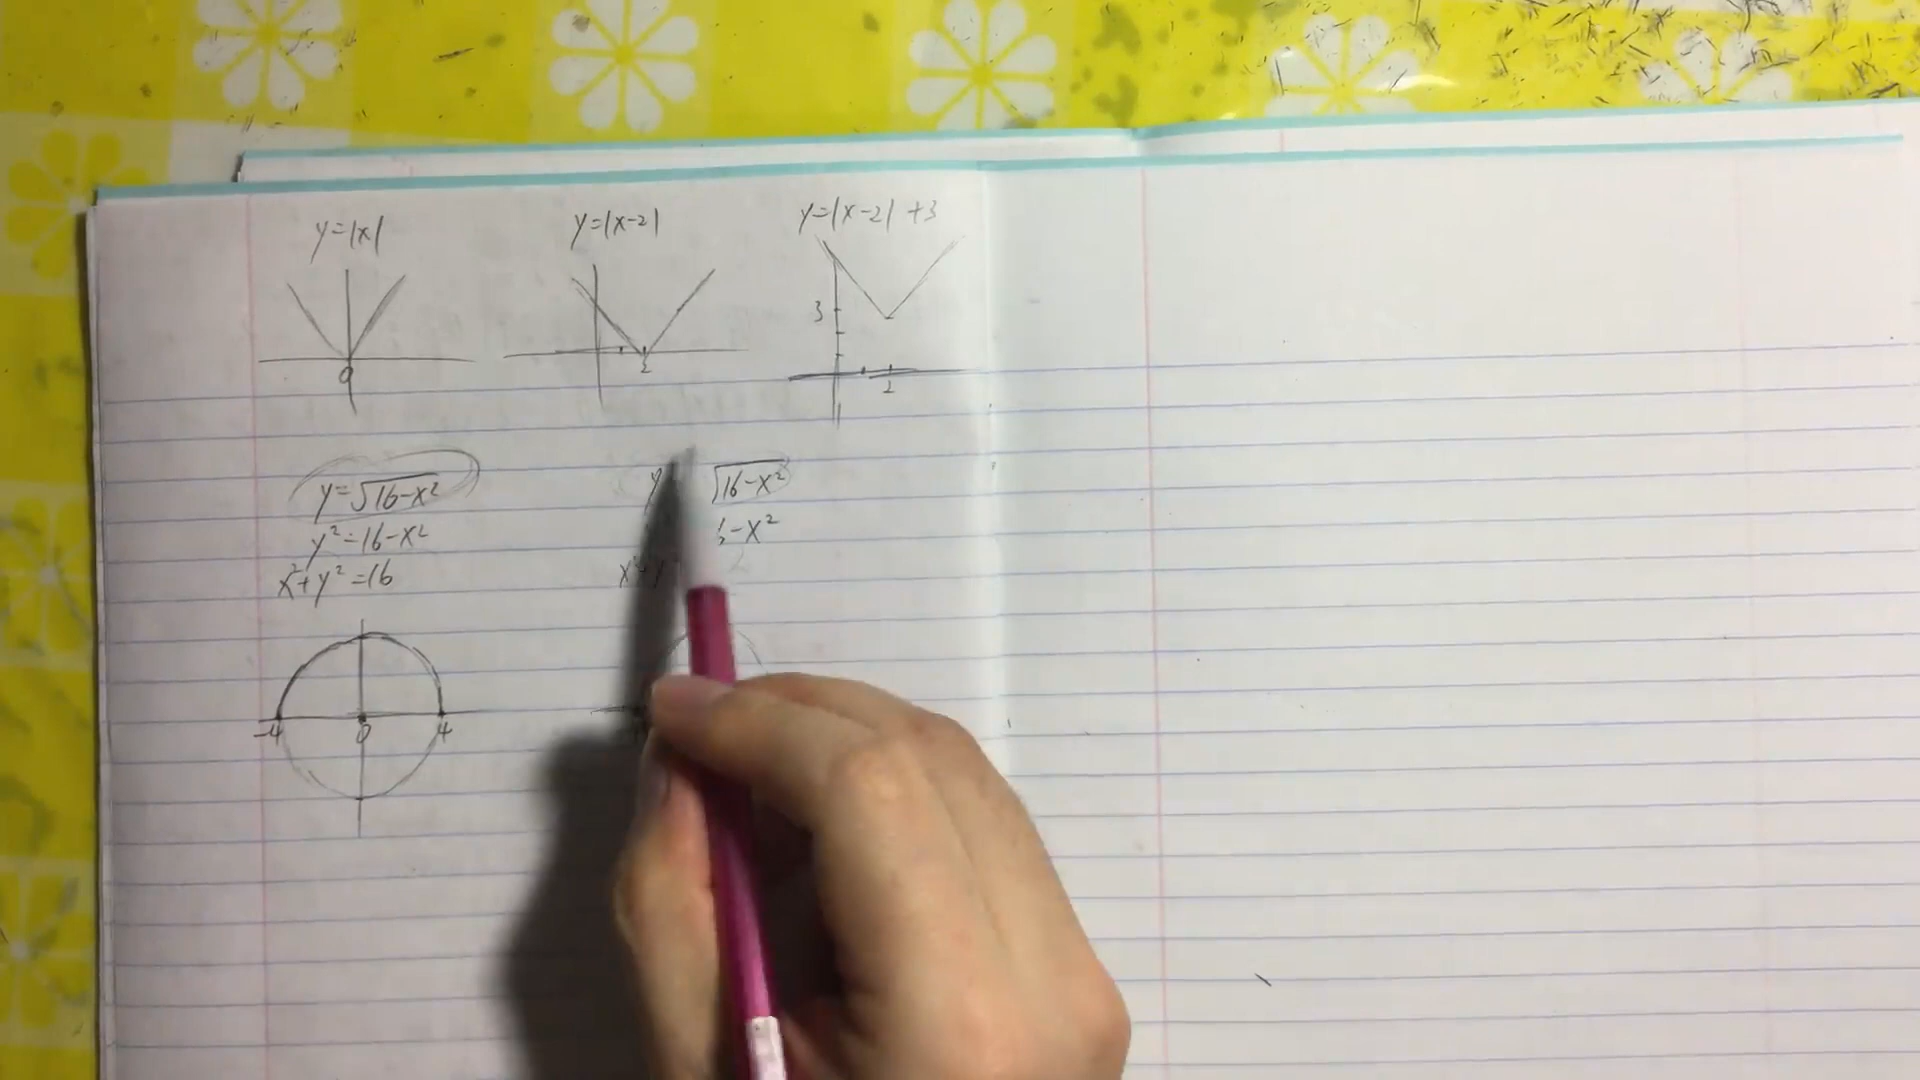 y=|x|
y=|x-2|
y=|x-2| +3
0
2
3
2
y=√16-x²
y²=16-x²
x²+y²=16
-4 0 4
y √16-x²
-x²
x²